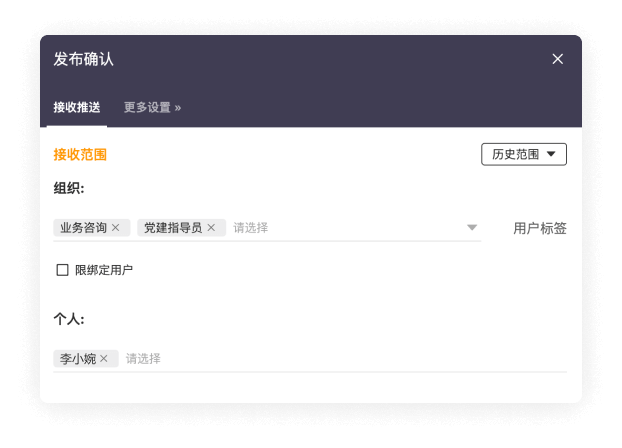 发布确认
接收推送 更多设置 »
接收范围 历史范围
组织:
业务咨询 党建指导员 请选择 用户标签
限绑定用户
个人:
李小婉 请选择